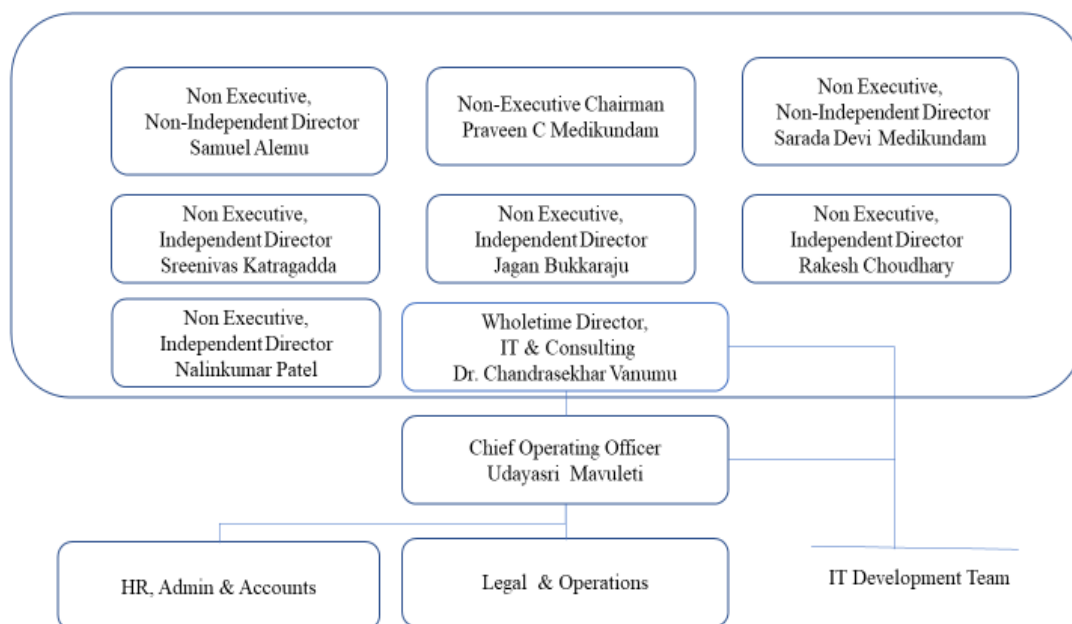 Non Executive,
Non-Independent Director
Samuel Alemu
Non-Executive Chairman
Praveen C Medikundam
Non Executive,
Non-Independent Director
Sarada Devi Medikundam
Non Executive,
Independent Director
Sreenivas Katragadda
Non Executive,
Independent Director
Jagan Bukkaraju
Non Executive,
Independent Director
Rakesh Choudhary
Non Executive,
Independent Director
Nalinkumar Patel
Wholetime Director,
IT & Consulting
Dr. Chandrasekhar Vanumu
Chief Operating Officer
Udayasri Mavuleti
HR, Admin & Accounts
Legal & Operations
IT Development Team